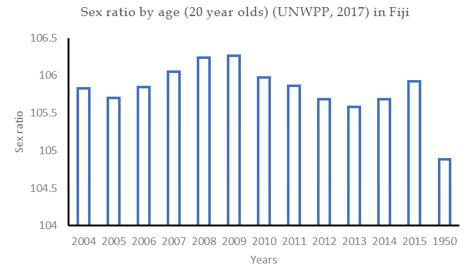 Sex ratio by age (20 year olds) (UNWPP, 2017) in Fiji
106.5
106
105.5
105
104.5
104
Sex ratio
2004 2005 2006 2007 2008 2009 2010 2011 2012 2013 2014 2015 1950
Years